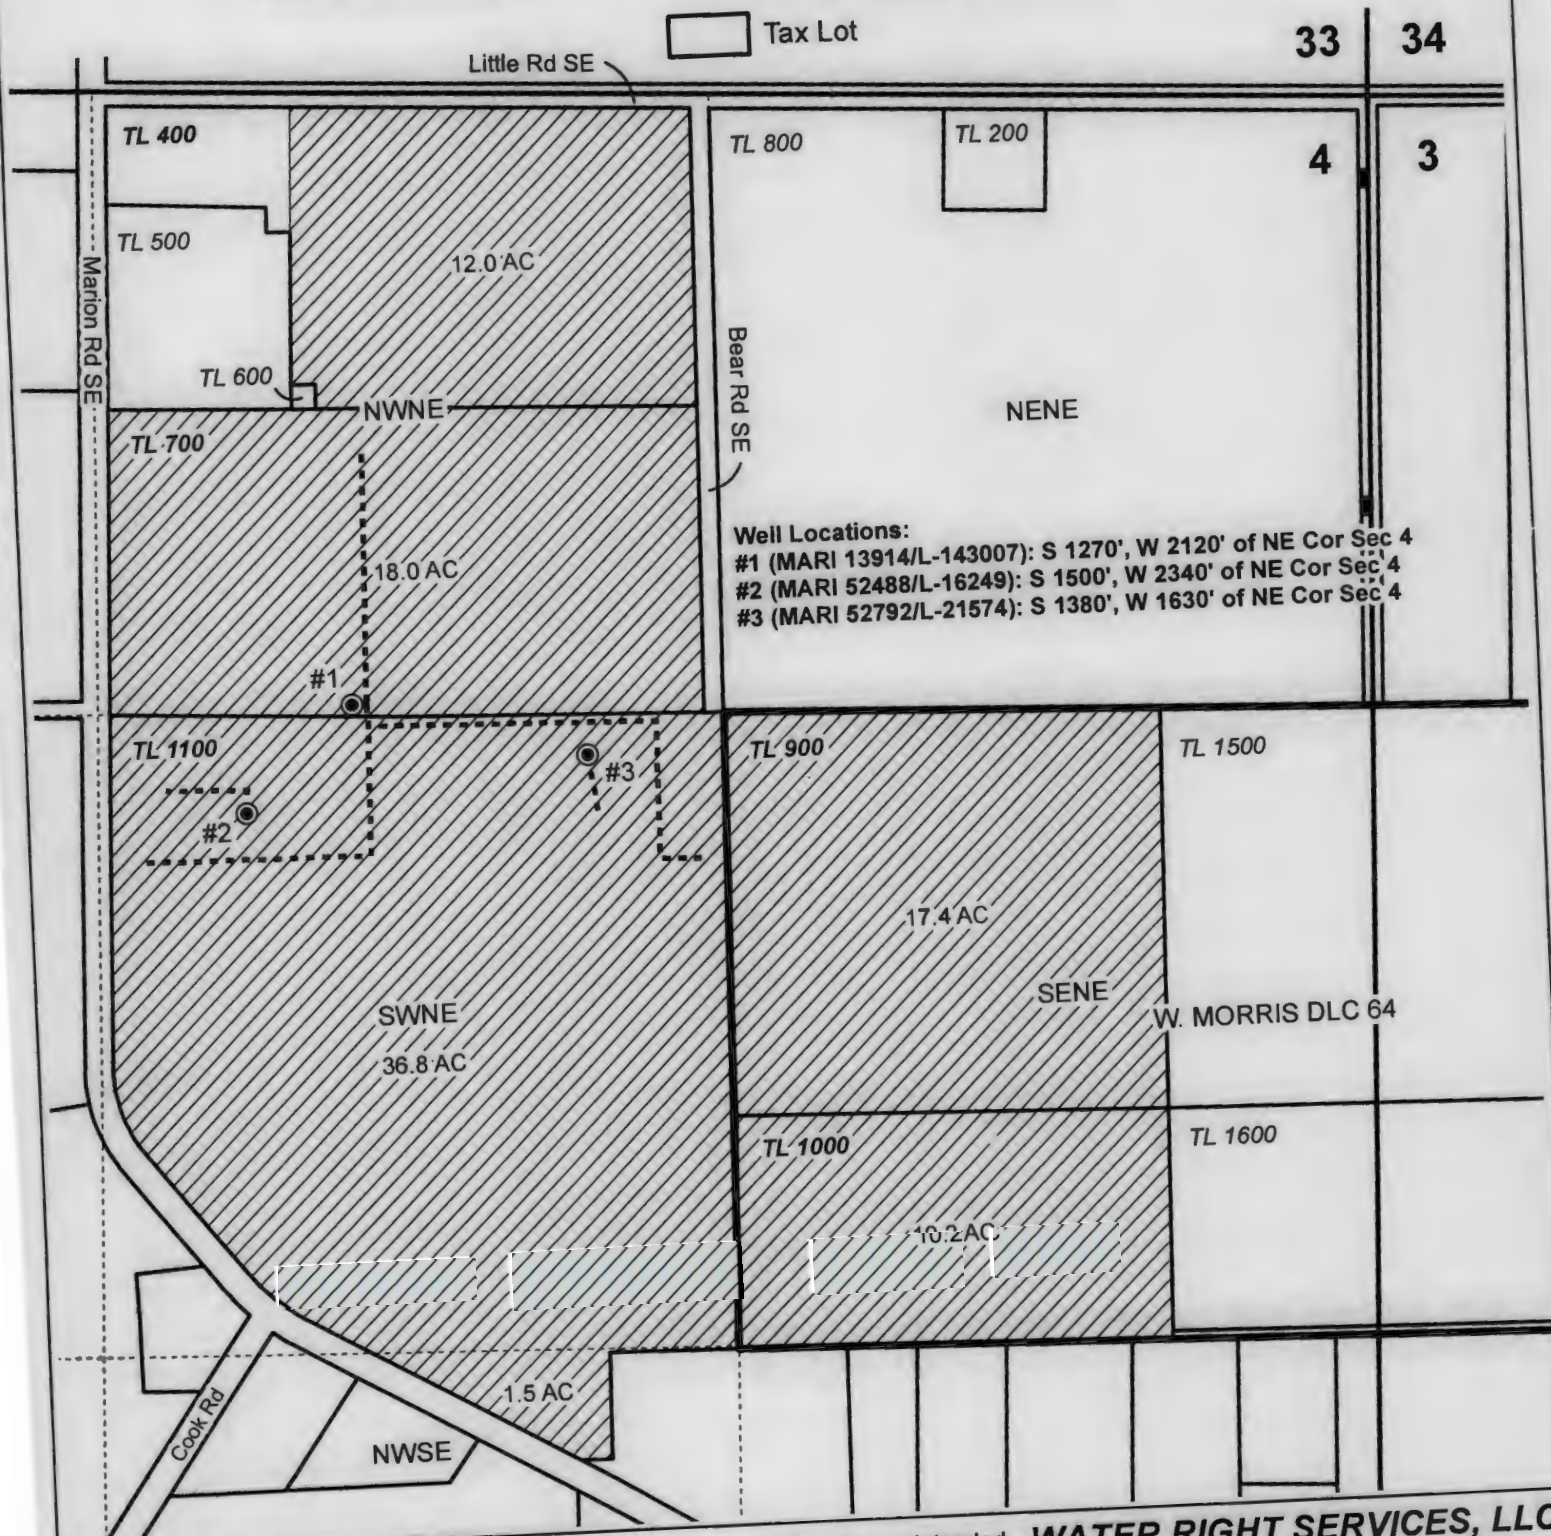 Tax Lot
33
34
Little Rd SE
TL 400
TL 800
TL 200
4
3
TL 500
12.0 AC
Marion Rd SE
TL 600
NWNE
Bear Rd SE
NENE
TL 700
18.0 AC
Well Locations:
#1 (MARI 13914/L-143007): S 1270', W 2120' of NE Cor Sec 4
#2 (MARI 52488/L-16249): S 1500', W 2340' of NE Cor Sec 4
#3 (MARI 52792/L-21574): S 1380', W 1630' of NE Cor Sec 4
#1
TL 1100
#3
#2
TL 900
TL 1500
17.4 AC
SENE
W. MORRIS DLC 64
SWNE
36.8 AC
TL 1000
TL 1600
10.2 AC
1.5 AC
Cook Rd
NWSE
WATER RIGHT SERVICES, LLC